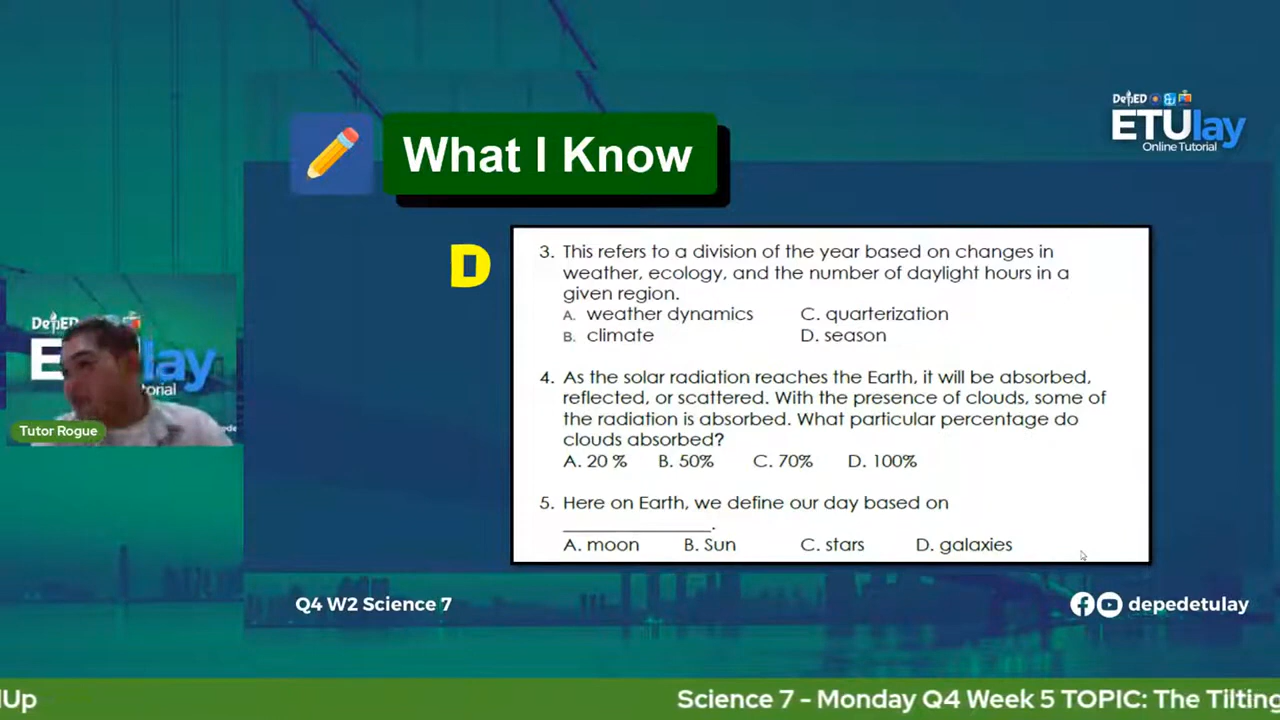 DepED
ETUlay
Online Tutorial
What I Know
D
3. This refers to a division of the year based on changes in
weather, ecology, and the number of daylight hours in a
given region.
A. weather dynamics C. quarterization
B. climate D. season
4. As the solar radiation reaches the Earth, it will be absorbed,
reflected, or scattered. With the presence of clouds, some of
the radiation is absorbed. What particular percentage do
clouds absorbed?
A. 20 % B. 50% C. 70% D. 100%
5. Here on Earth, we define our day based on
_______________.
A. moon B. Sun C. stars D. galaxies
DepED
E lay
orial
Tutor Rogue
Q4 W2 Science 7
depedetulay
lUp
Science 7 - Monday Q4 Week 5 TOPIC: The Tilting